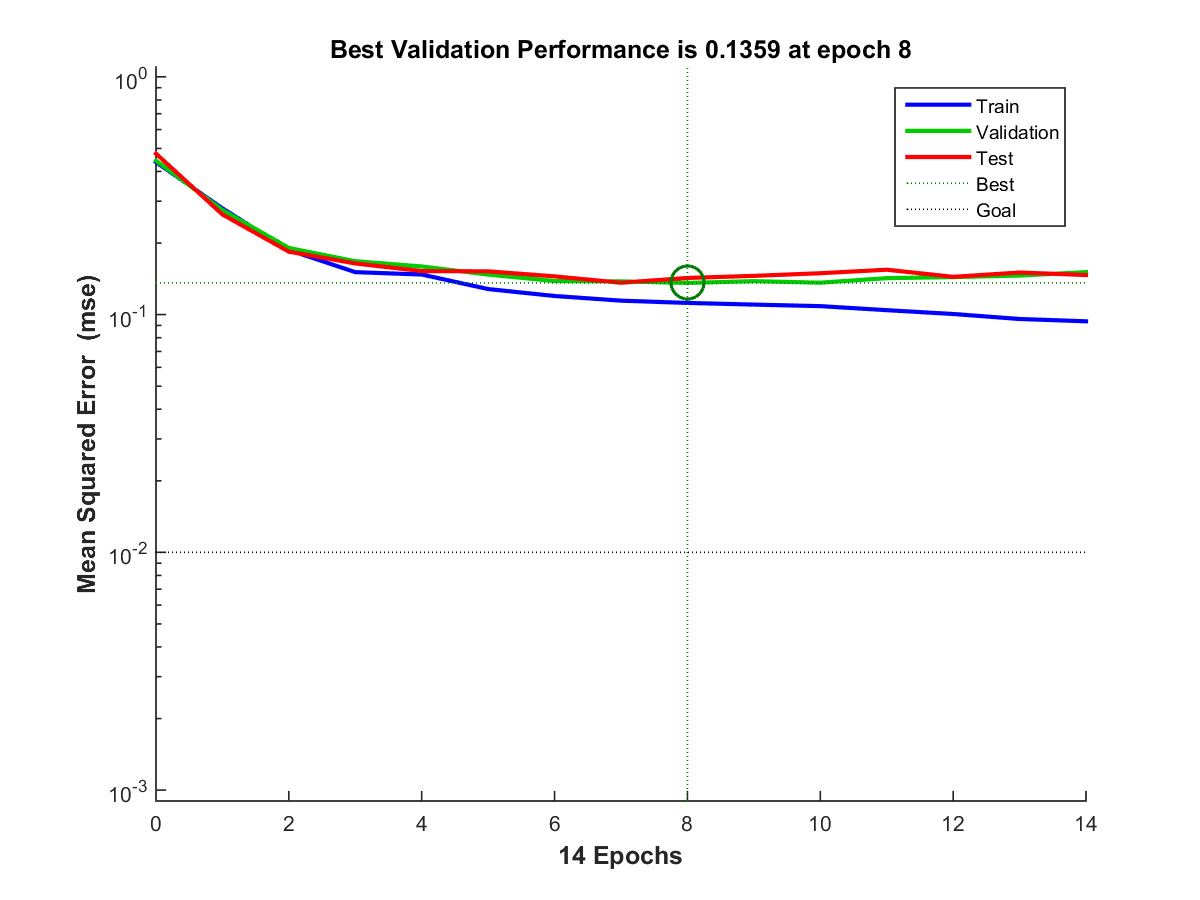 Best Validation Performance is 0.1359 at epoch 8
Train
Validation
Test
Best
Goal
10^0
10^-1
10^-2
10^-3
Mean Squared Error (mse)
0 2 4 6 8 10 12 14
14 Epochs